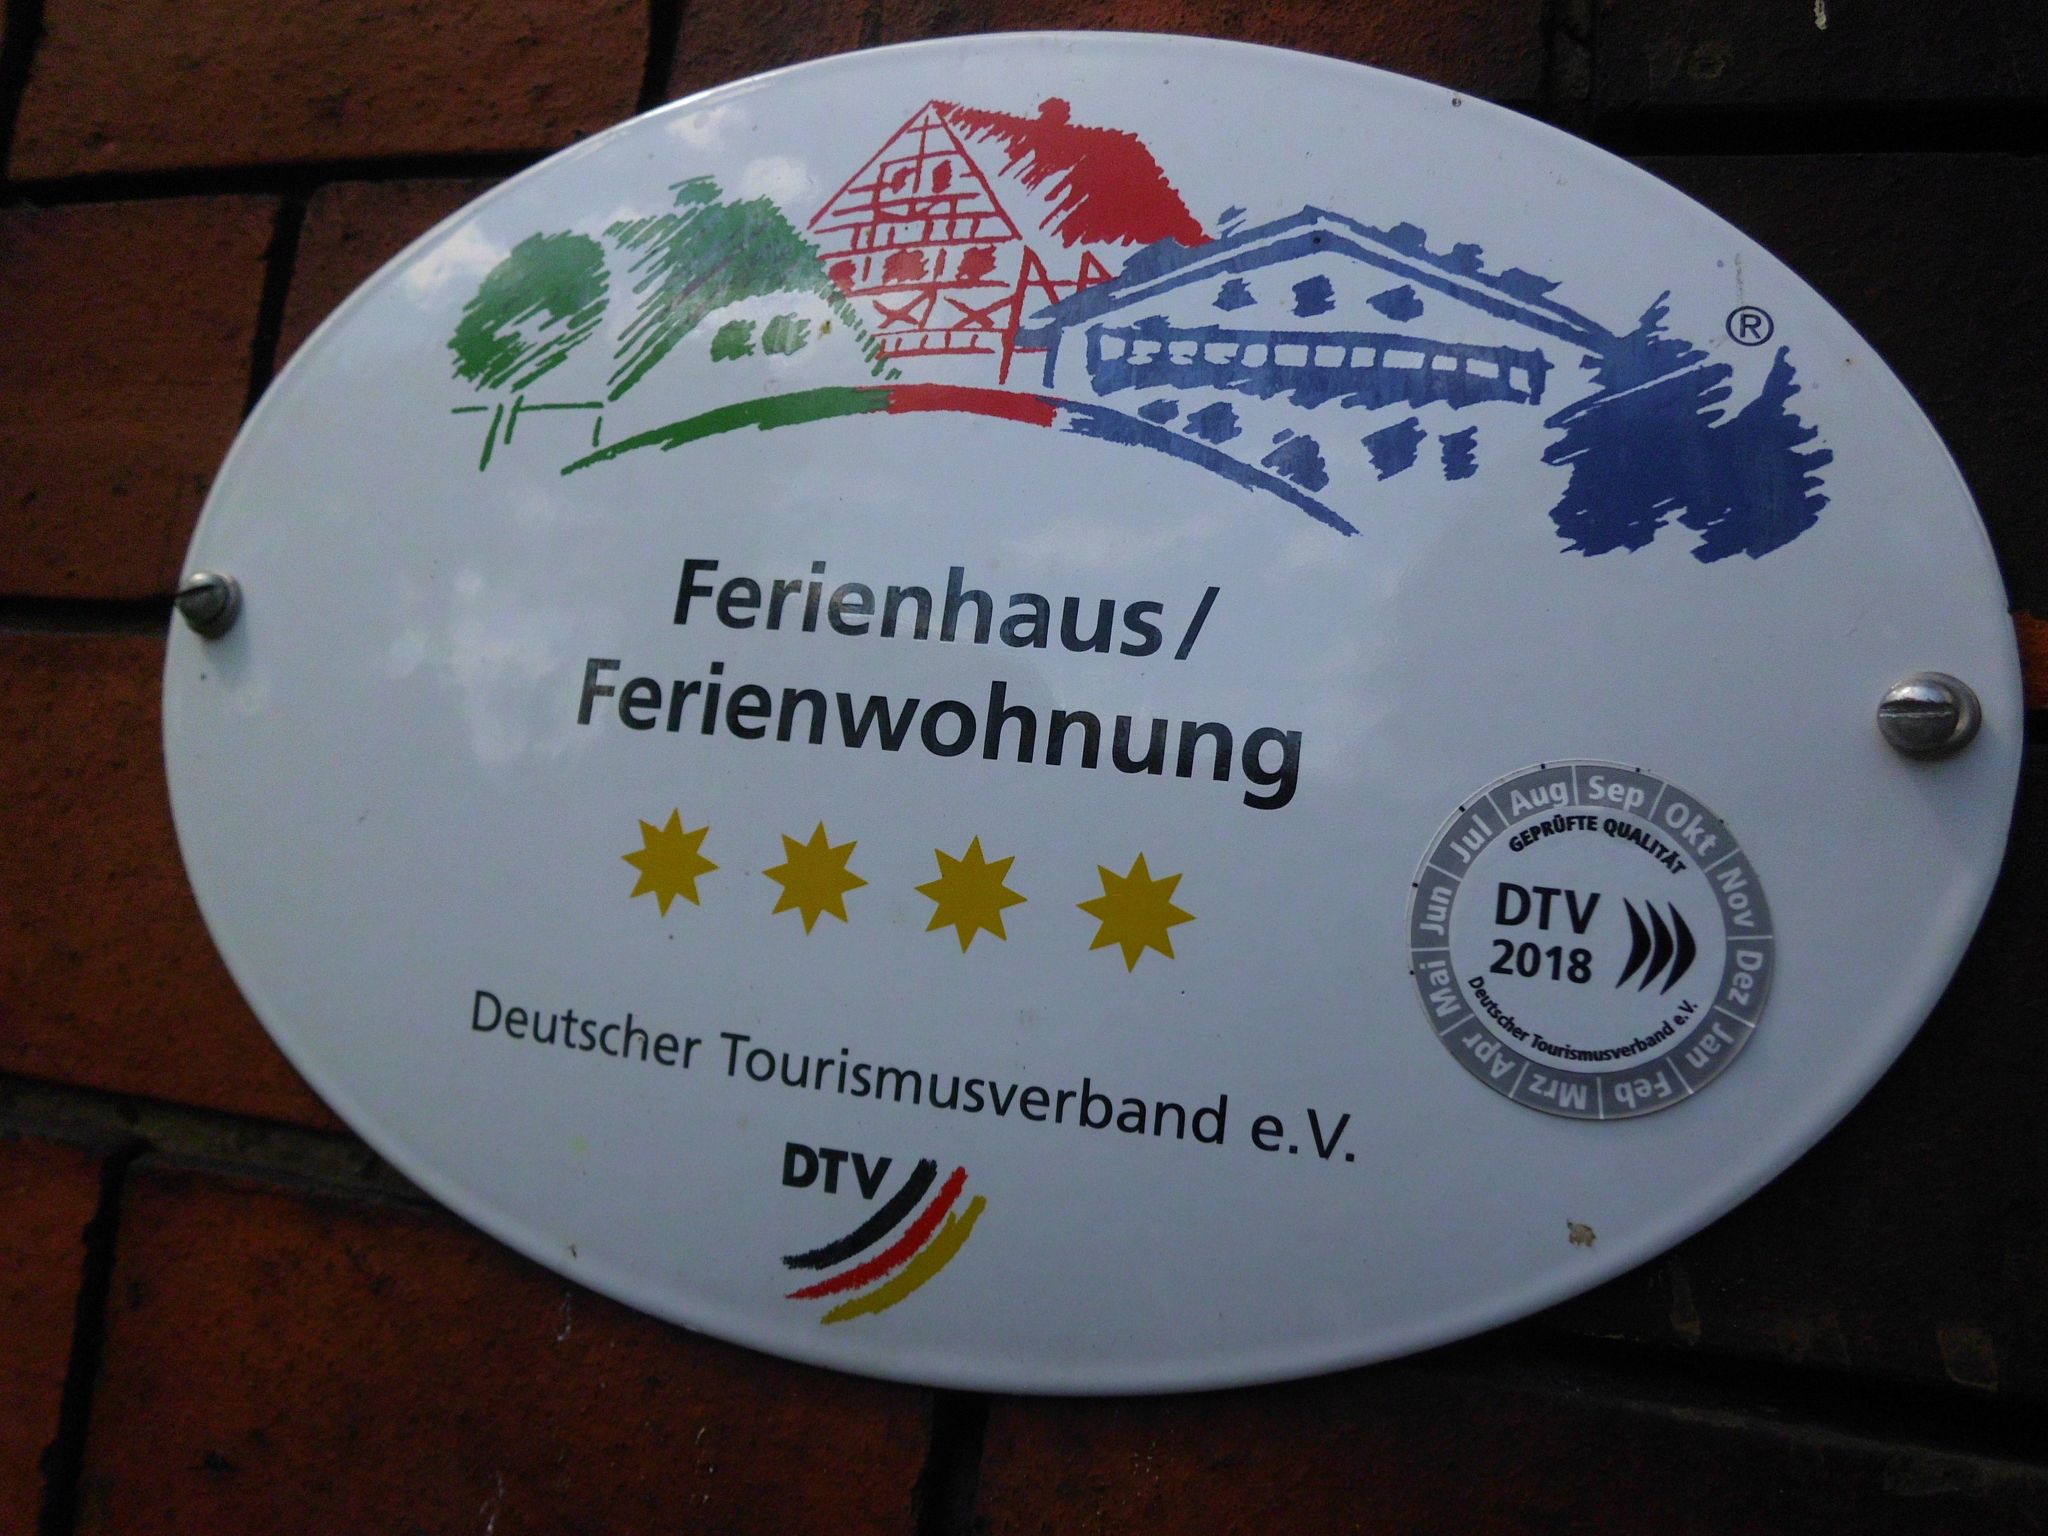 ®
Ferienhaus/
Ferienwohnung
Deutscher Tourismusverband e.V.
DTV
Jan Feb Mrz Apr Mai Jun Jul Aug Sep Okt Nov Dez
GEPRÜFTE QUALITÄT
DTV
2018
Deutscher Tourismusverband e.V.